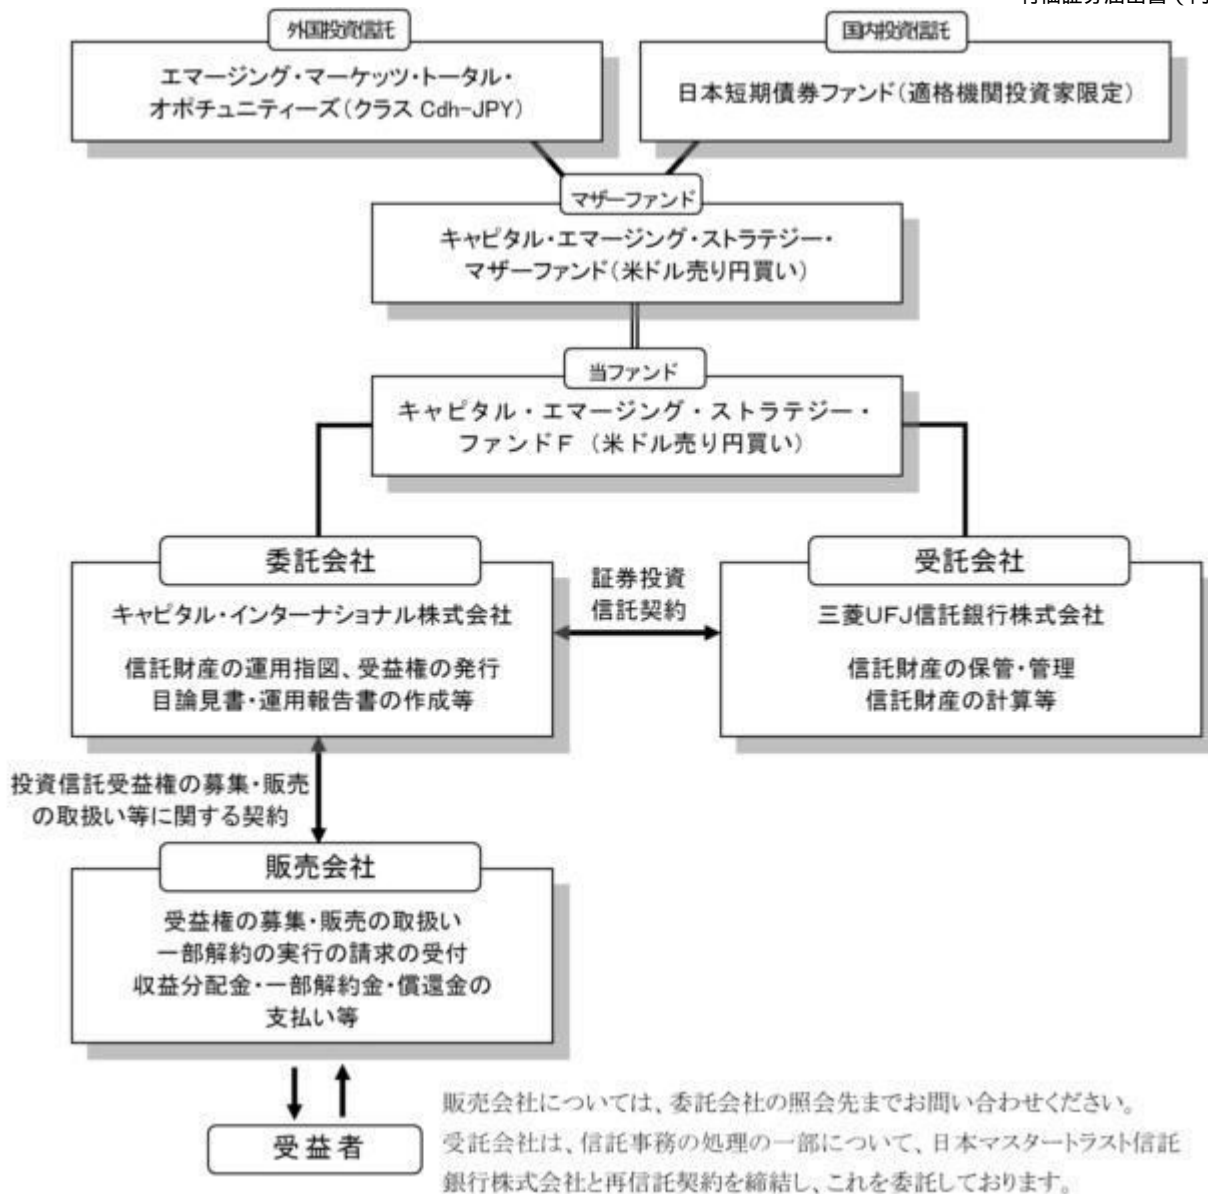 外国投資信託
エマージング・マーケッツ・トータル・
オポチュニティーズ(クラス Cdh-JPY)
国内投資信託
日本短期債券ファンド(適格機関投資家限定)
マザーファンド
キャピタル・エマージング・ストラテジー・
マザーファンド(米ドル売り円買い)
当ファンド
キャピタル・エマージング・ストラテジー・
ファンドF (米ドル売り円買い)
委託会社
キャピタル・インターナショナル株式会社
信託財産の運用指図、受益権の発行
目論見書・運用報告書の作成等
証券投資
信託契約
受託会社
三菱UFJ信託銀行株式会社
信託財産の保管・管理
信託財産の計算等
投資信託受益権の募集・販売
の取扱い等に関する契約
販売会社
受益権の募集・販売の取扱い
一部解約の実行の請求の受付
収益分配金・一部解約金・償還金の
支払い等
受益者
販売会社については、委託会社の照会先までお問い合わせください。
受託会社は、信託事務の処理の一部について、日本マスタートラスト信託
銀行株式会社と再信託契約を締結し、これを委託しております。